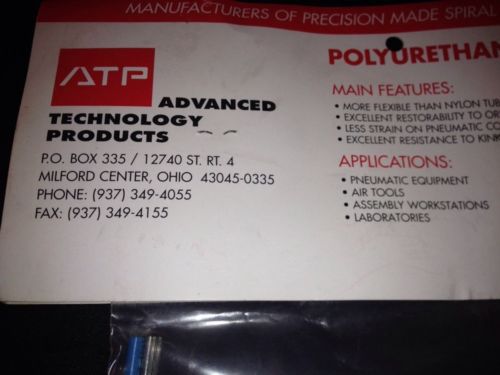 MANUFACTURERS OF PRECISION MADE SPIRAL
ATP
ADVANCED
TECHNOLOGY
PRODUCTS
P.O. BOX 335 / 12740 ST. RT. 4
MILFORD CENTER, OHIO 43045-0335
PHONE: (937) 349-4055
FAX: (937) 349-4155
POLYURETHAN
MAIN FEATURES:
• MORE FLEXIBLE THAN NYLON TUB
• EXCELLENT RESTORABILITY TO OR
• LESS STRAIN ON PNEUMATIC CO
• EXCELLENT RESISTANCE TO KINK
APPLICATIONS:
• PNEUMATIC EQUIPMENT
• AIR TOOLS
• ASSEMBLY WORKSTATIONS
• LABORATORIES